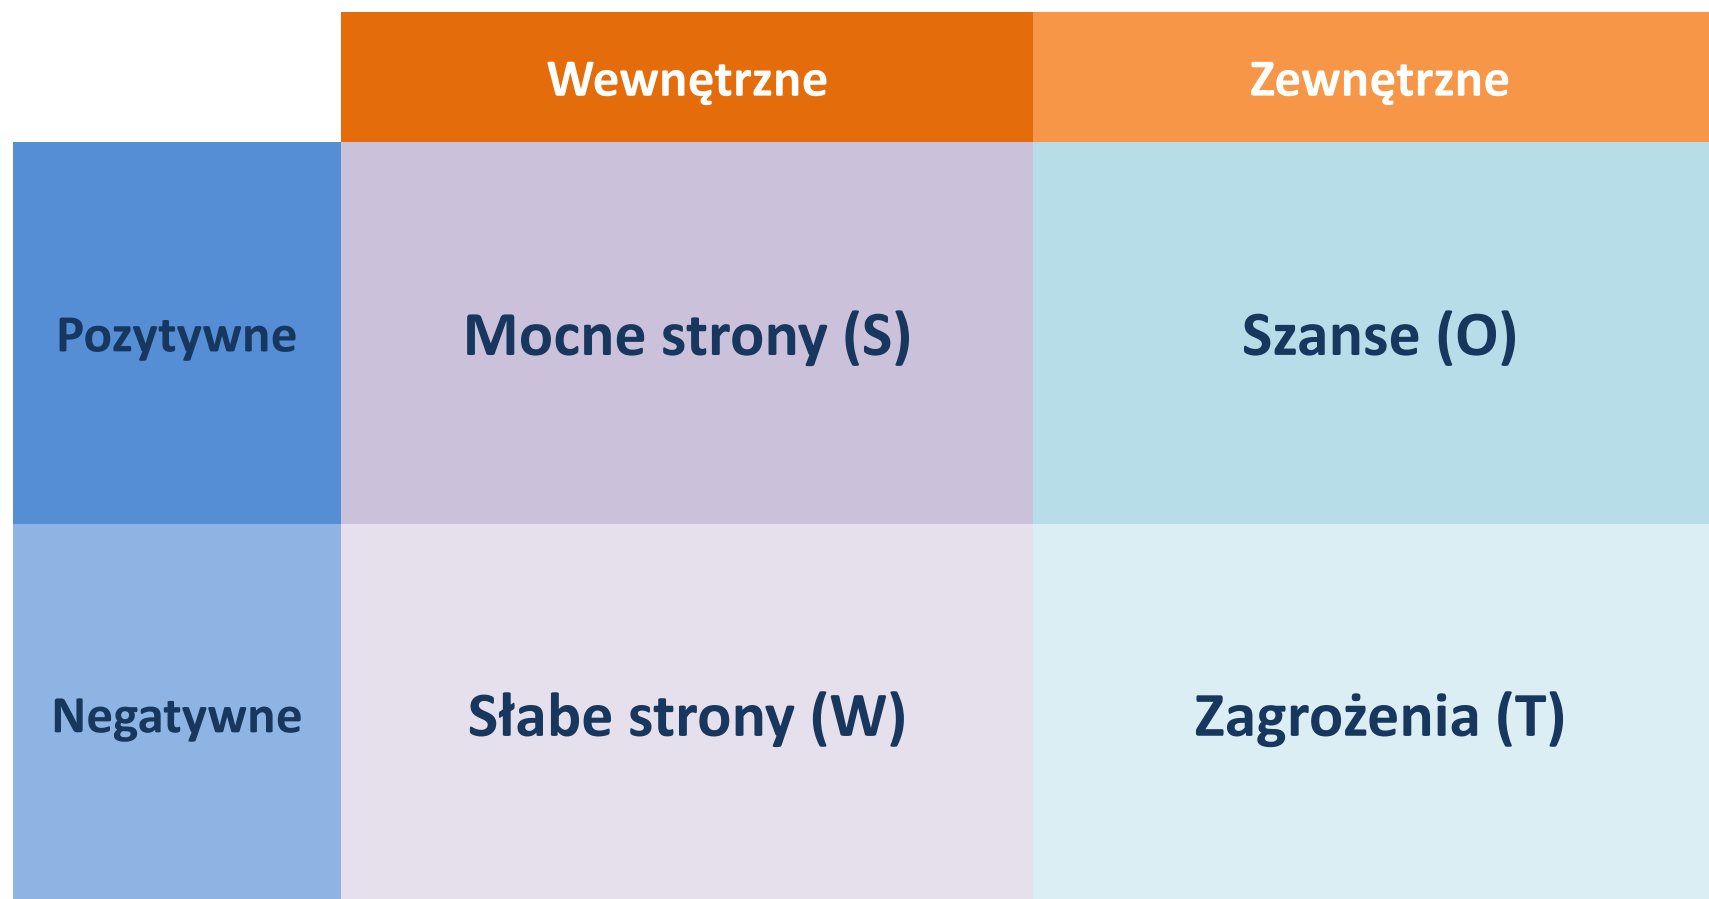 Wewnętrzne
Zewnętrzne
Pozytywne
Mocne strony (S)
Szanse (O)
Negatywne
Słabe strony (W)
Zagrożenia (T)